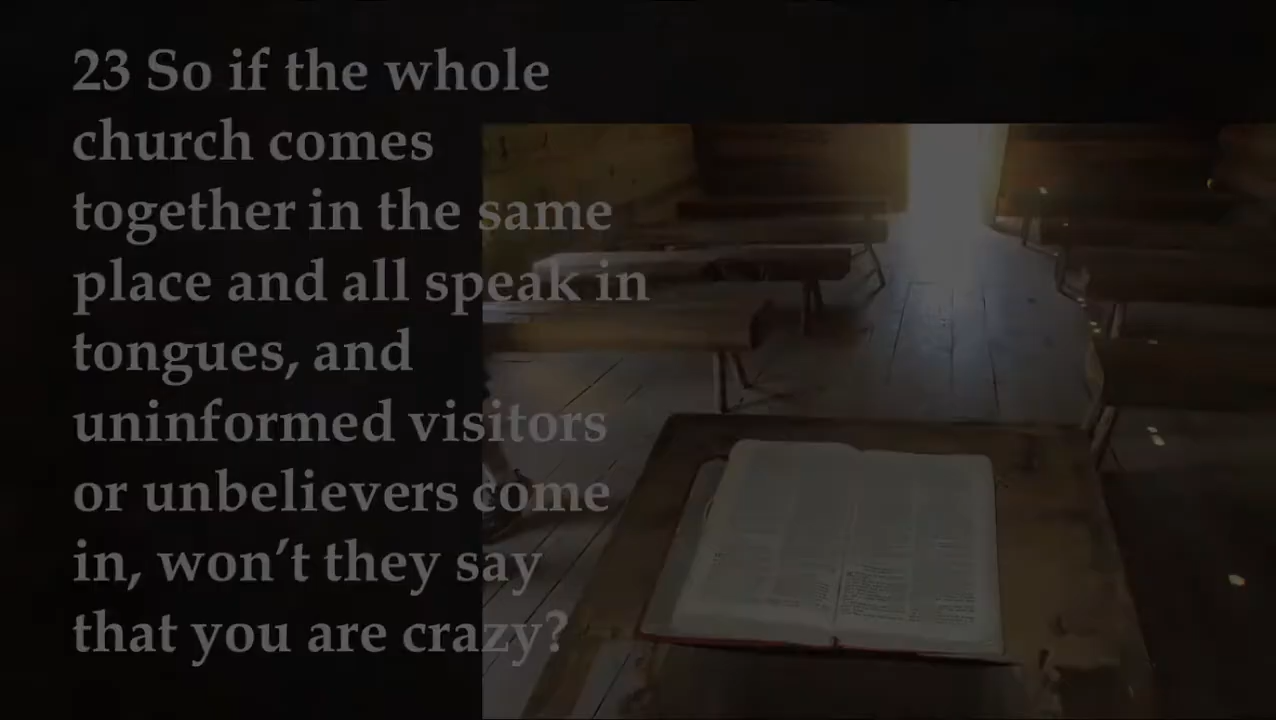 23 So if the whole
church comes
together in the same
place and all speak in
tongues, and
uninformed visitors
or unbelievers come
in, won’t they say
that you are crazy?